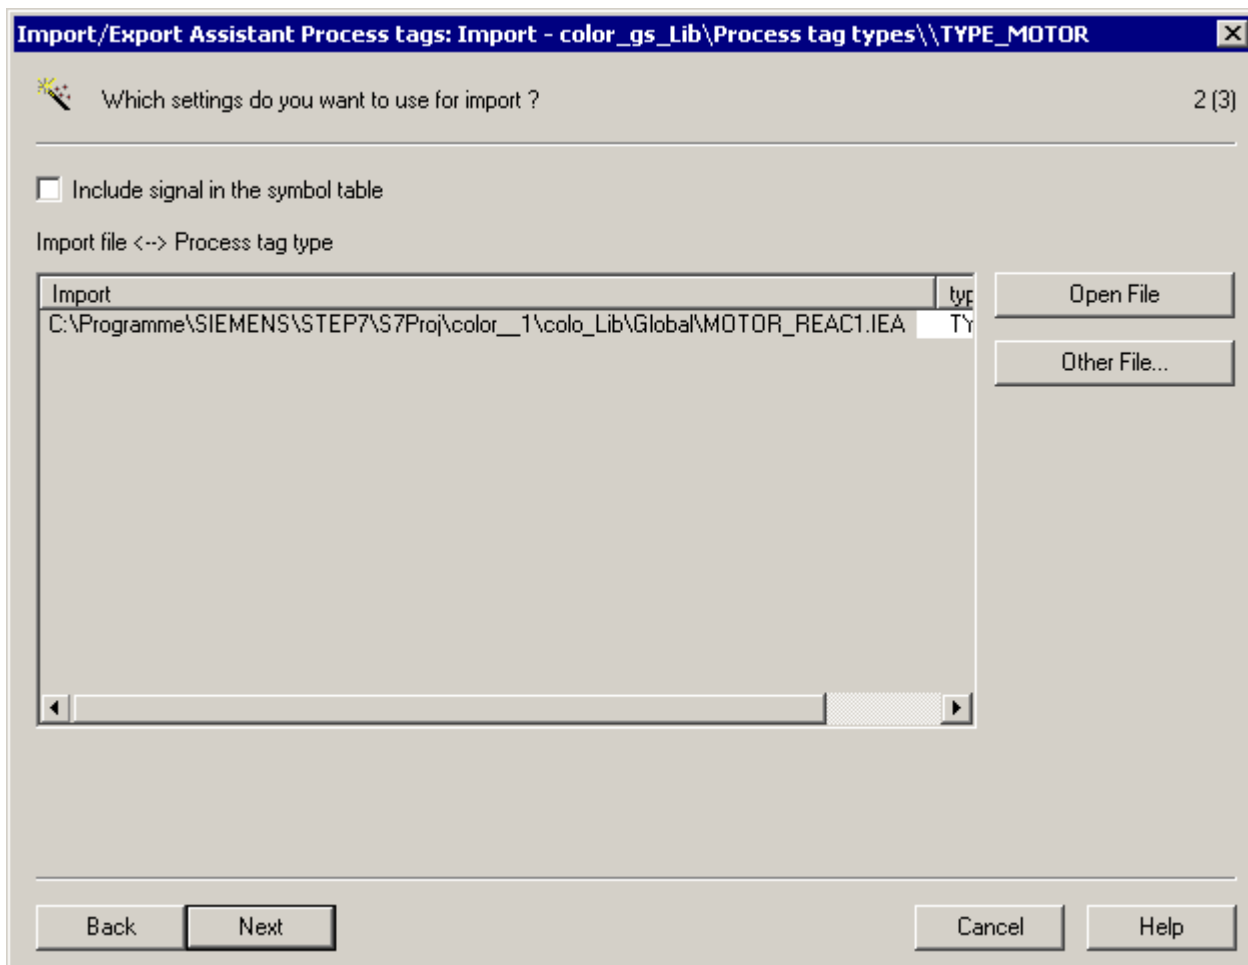 Import/Export Assistant Process tags: Import - color_gs_Lib\Process tag types\\TYPE_MOTOR
Which settings do you want to use for import ?
2 (3)
Include signal in the symbol table
Import file <--> Process tag type
Import
typ
C:\Programme\SIEMENS\STEP7\S7Proj\color__1\colo_Lib\Global\MOTOR_REAC1.IEA
TY
Open File
Other File...
Back
Next
Cancel
Help